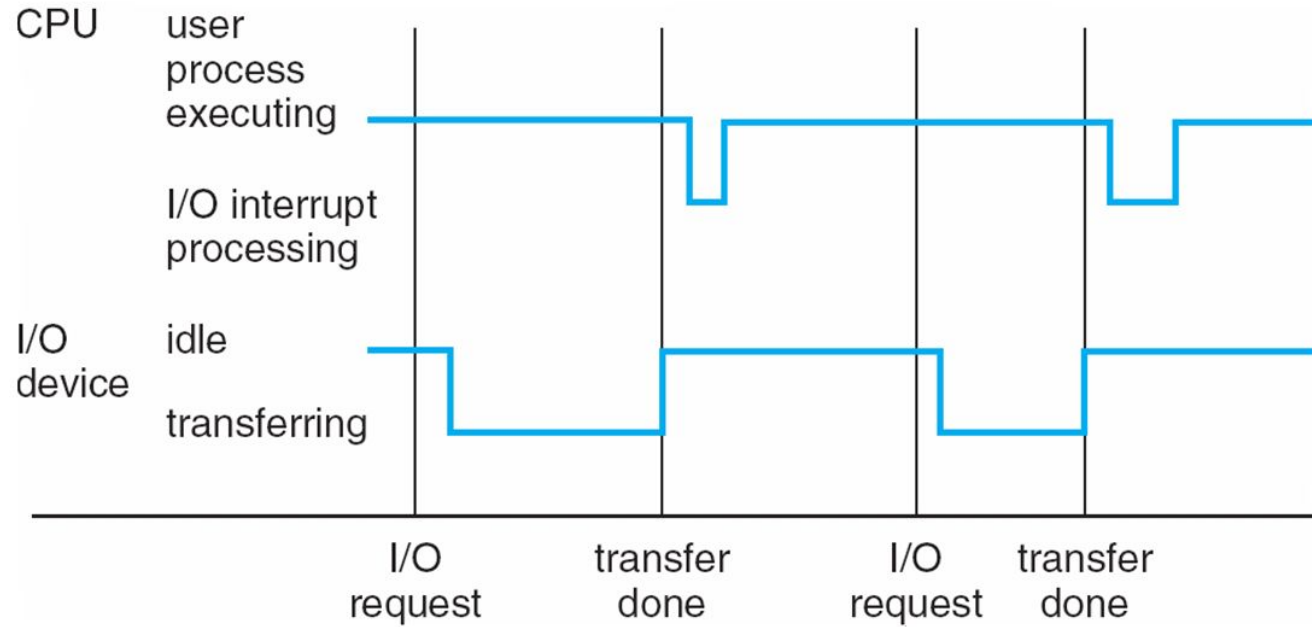 CPU
user
process
executing
I/O interrupt
processing
I/O
device
idle
transferring
I/O
request
transfer
done
I/O
request
transfer
done